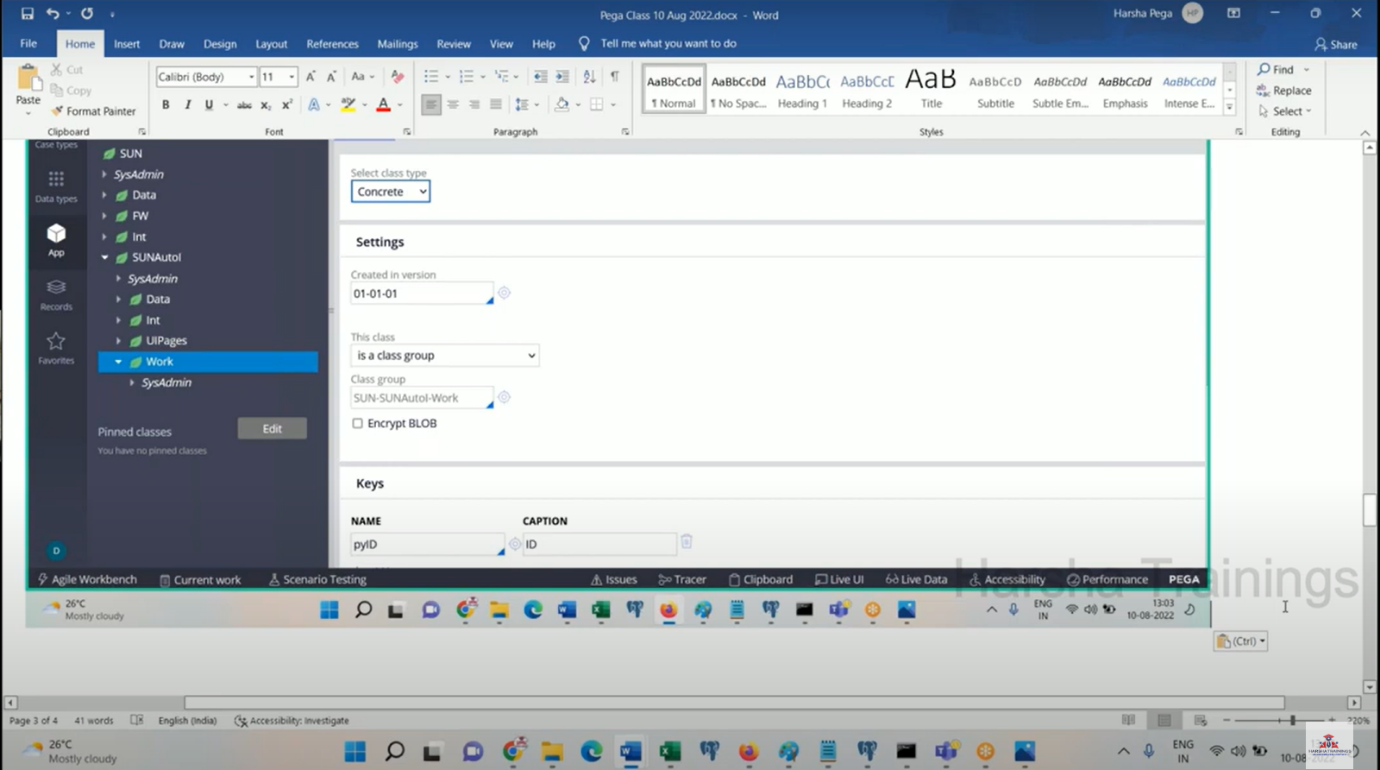 Pega Class 10 Aug 2022.docx - Word
Harsha Pega
HP
File Home Insert Draw Design Layout References Mailings Review View Help Tell me what you want to do
Share
Paste
Cut
Copy
Format Painter
Clipboard
Calibri (Body) 11
Font
Paragraph
AaBbCcDd AaBbCcDd AaBbC AaBbCcC AaB AaBbCcD AaBbCcDd AaBbCcDd AaBbCcDd
¶ Normal ¶ No Spac... Heading 1 Heading 2 Title Subtitle Subtle Em... Emphasis Intense E...
Styles
Find
Replace
Select
Editing
Case types
Data types
App
Records
Favorites
D
SUN
SysAdmin
Data
FW
Int
SUNAutoI
SysAdmin
Data
Int
UIPages
Work
SysAdmin
Pinned classes
Edit
You have no pinned classes
Select class type
Concrete
Settings
Created in version
01-01-01
This class
is a class group
Class group
SUN-SUNAutoI-Work
Encrypt BLOB
Keys
NAME CAPTION
pyID ID
Agile Workbench Current work Scenario Testing Issues Tracer Clipboard Live UI Live Data Accessibility Performance PEGA
Harsha Trainings
26°C
Mostly cloudy
ENG
IN
13:03
10-08-2022
(Ctrl)
Page 3 of 4 41 words English (India) Accessibility: Investigate
220%
26°C
Mostly cloudy
ENG
IN